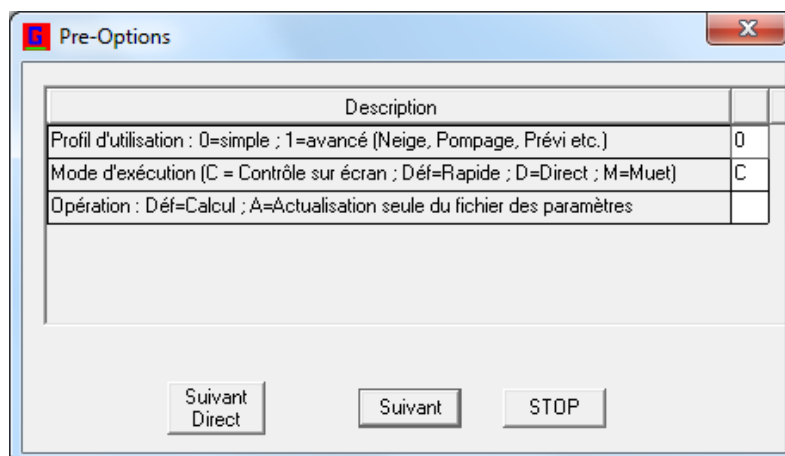 G Pre-Options
x
Description
Profil d'utilisation : 0=simple ; 1=avancé (Neige, Pompage, Prévi etc.) 0
Mode d'exécution (C = Contrôle sur écran ; Déf=Rapide ; D=Direct ; M=Muet) C
Opération : Déf=Calcul ; A=Actualisation seule du fichier des paramètres
Suivant
Direct
Suivant
STOP